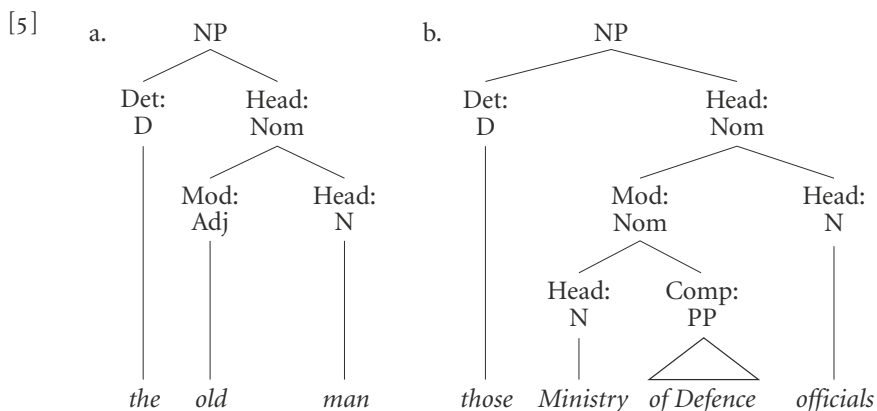 [5] a. NP b. NP
Det: Head: Det: Head:
D Nom D Nom
Mod: Head: Mod: Head:
Adj N Nom N
Head: Comp:
N PP
the old man those Ministry of Defence officials